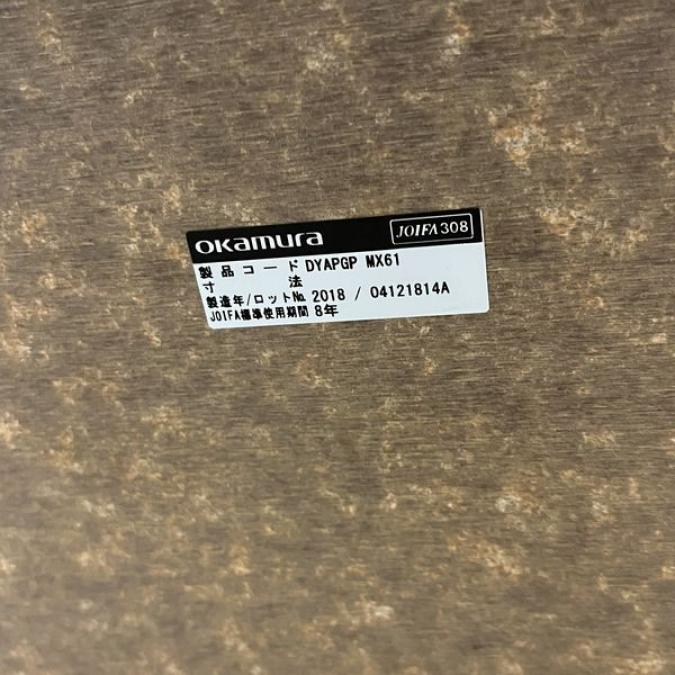 okamura JOIFA308
製品コード DYAPGP MX61
寸法
製造年/ロットNo. 2018 / 04121814A
JOIFA標準使用期間 8年